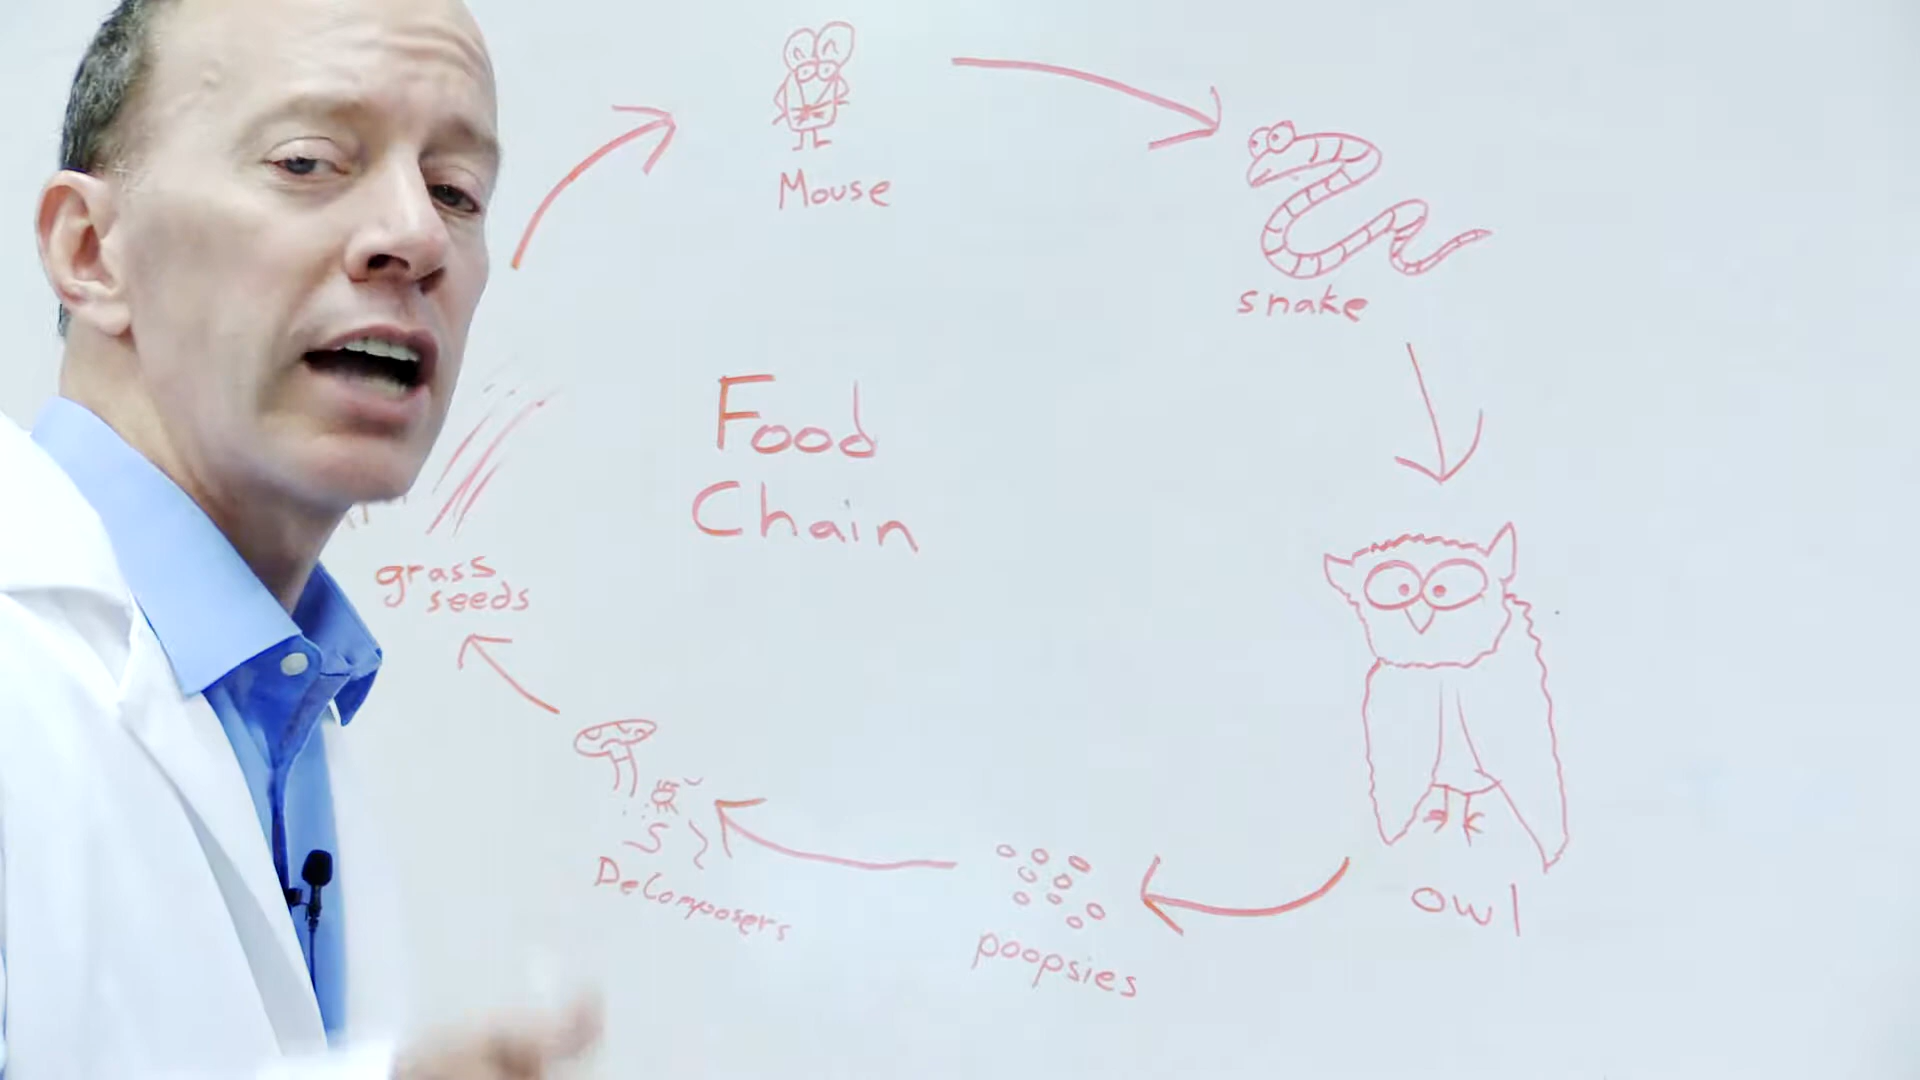 Mouse
snake
Food
Chain
grass
seeds
owl
Decomposers
poopsies